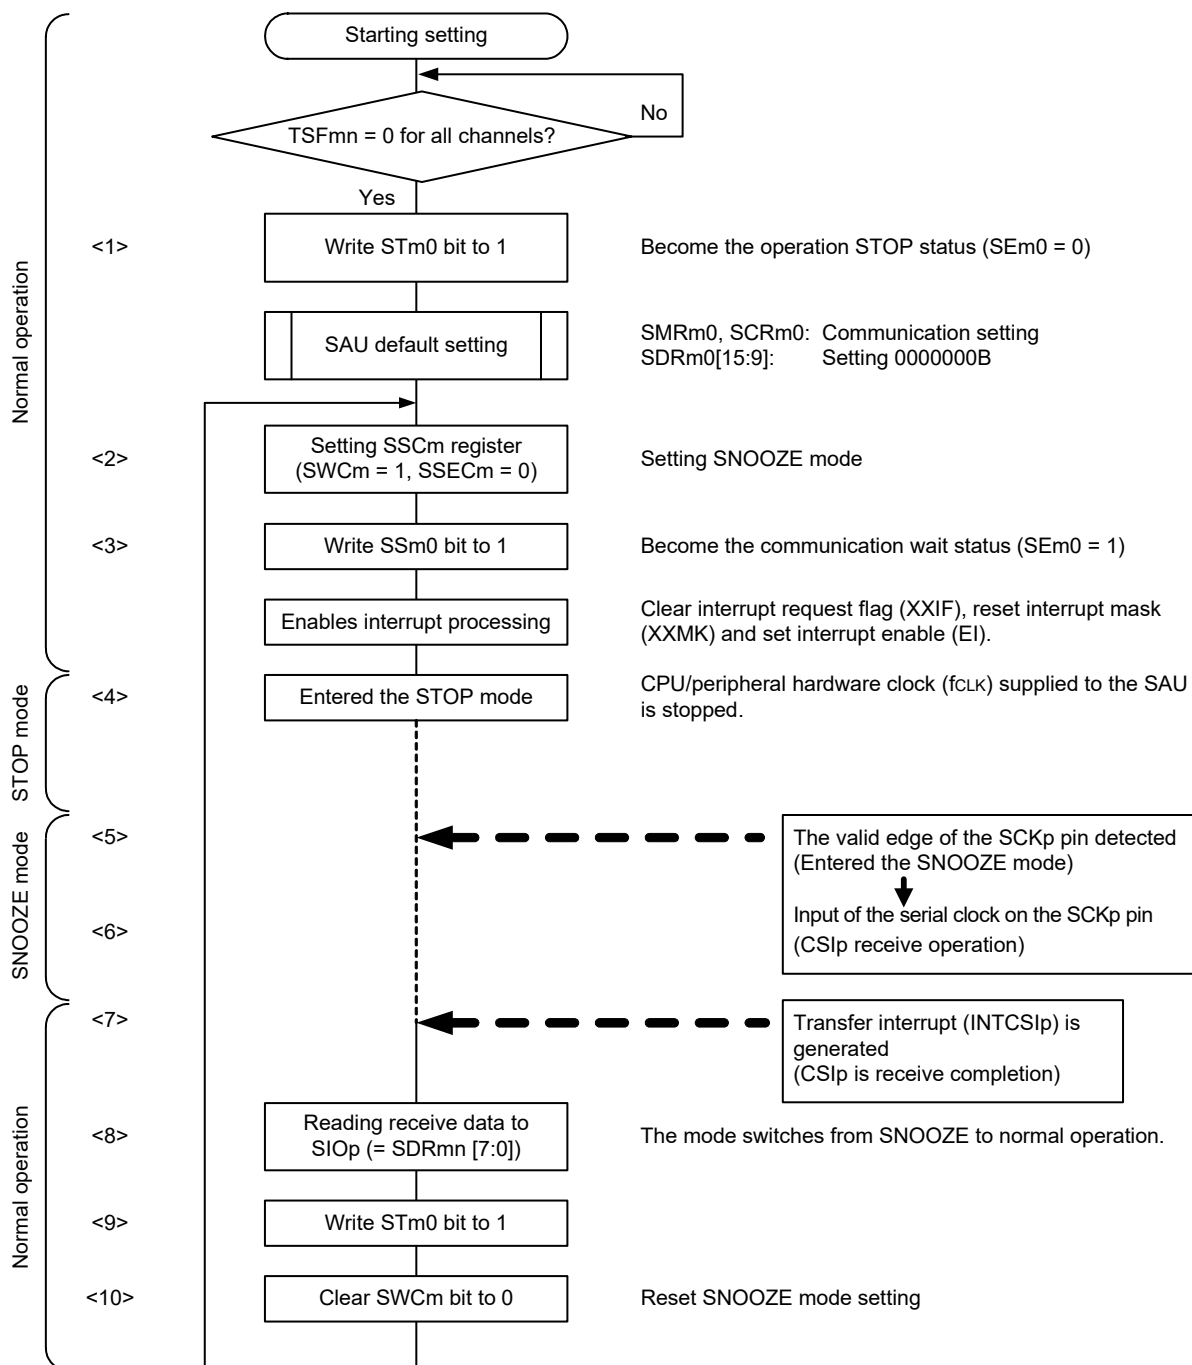 Starting setting
No
TSFmn = 0 for all channels?
Yes
Normal operation
<1>
Write STm0 bit to 1
Become the operation STOP status (SEm0 = 0)
SAU default setting
SMRm0, SCRm0: Communication setting
SDRm0[15:9]: Setting 0000000B
<2>
Setting SSCm register
(SWCm = 1, SSECm = 0)
Setting SNOOZE mode
<3>
Write SSm0 bit to 1
Become the communication wait status (SEm0 = 1)
Enables interrupt processing
Clear interrupt request flag (XXIF), reset interrupt mask
(XXMK) and set interrupt enable (EI).
STOP mode
<4>
Entered the STOP mode
CPU/peripheral hardware clock (fCLK) supplied to the SAU
is stopped.
SNOOZE mode
<5>
The valid edge of the SCKp pin detected
(Entered the SNOOZE mode)
<6>
Input of the serial clock on the SCKp pin
(CSIp receive operation)
Normal operation
<7>
Transfer interrupt (INTCSIp) is
generated
(CSIp is receive completion)
<8>
Reading receive data to
SIOp (= SDRmn [7:0])
The mode switches from SNOOZE to normal operation.
<9>
Write STm0 bit to 1
<10>
Clear SWCm bit to 0
Reset SNOOZE mode setting